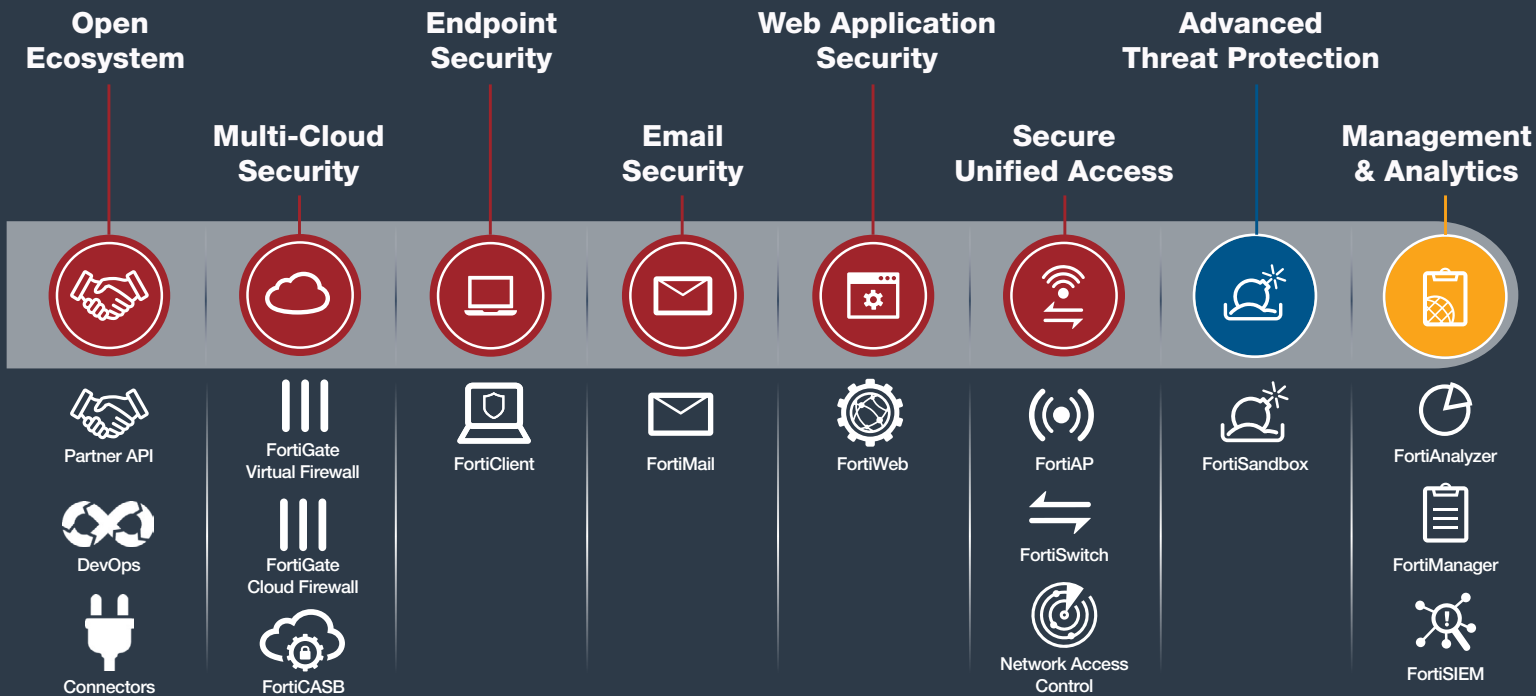 Open
Ecosystem
Endpoint
Security
Web Application
Security
Advanced
Threat Protection
Multi-Cloud
Security
Email
Security
Secure
Unified Access
Management
& Analytics
Partner API
DevOps
Connectors
FortiGate
Virtual Firewall
FortiGate
Cloud Firewall
FortiCASB
FortiClient
FortiMail
FortiWeb
FortiAP
FortiSwitch
Network Access
Control
FortiSandbox
FortiAnalyzer
FortiManager
FortiSIEM